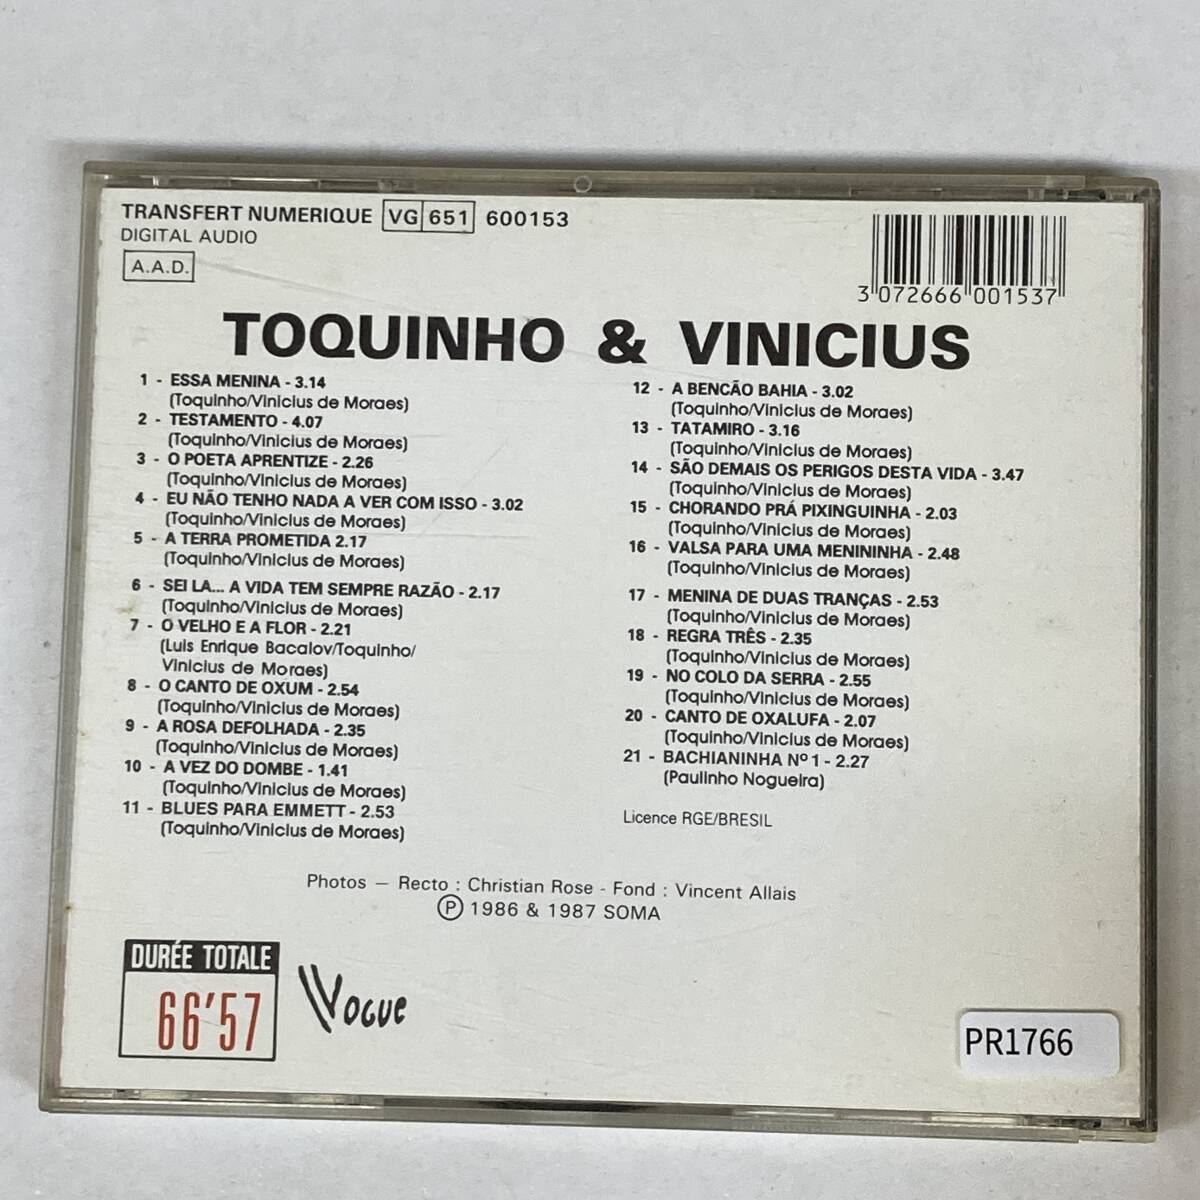 TRANSFERT NUMERIQUE VG 651 600153
DIGITAL AUDIO
A.A.D.
3 072666 001537
TOQUINHO & VINICIUS
1 - ESSA MENINA - 3.14
(Toquinho/Vinicius de Moraes)
2 - TESTAMENTO - 4.07
(Toquinho/Vinicius de Moraes)
3 - O POETA APRENTIZE - 2.26
(Toquinho/Vinicius de Moraes)
4 - EU NÃO TENHO NADA A VER COM ISSO - 3.02
(Toquinho/Vinicius de Moraes)
5 - A TERRA PROMETIDA 2.17
(Toquinho/Vinicius de Moraes)
6 - SEI LA... A VIDA TEM SEMPRE RAZÃO - 2.17
(Toquinho/Vinicius de Moraes)
7 - O VELHO E A FLOR - 2.21
(Luis Enrique Bacalov/Toquinho/
Vinicius de Moraes)
8 - O CANTO DE OXUM - 2.54
(Toquinho/Vinicius de Moraes)
9 - A ROSA DEFOLHADA - 2.35
(Toquinho/Vinicius de Moraes)
10 - A VEZ DO DOMBE - 1.41
(Toquinho/Vinicius de Moraes)
11 - BLUES PARA EMMETT - 2.53
(Toquinho/Vinicius de Moraes)
12 - A BENCÃO BAHIA - 3.02
(Toquinho/Vinicius de Moraes)
13 - TATAMIRO - 3.16
(Toquinho/Vinicius de Moraes)
14 - SÃO DEMAIS OS PERIGOS DESTA VIDA - 3.47
(Toquinho/Vinicius de Moraes)
15 - CHORANDO PRÁ PIXINGUINHA - 2.03
(Toquinho/Vinicius de Moraes)
16 - VALSA PARA UMA MENININHA - 2.48
(Toquinho/Vinicius de Moraes)
17 - MENINA DE DUAS TRANÇAS - 2.53
(Toquinho/Vinicius de Moraes)
18 - REGRA TRÊS - 2.35
(Toquinho/Vinicius de Moraes)
19 - NO COLO DA SERRA - 2.55
(Toquinho/Vinicius de Moraes)
20 - CANTO DE OXALUFA - 2.07
(Toquinho/Vinicius de Moraes)
21 - BACHIANINHA Nº 1 - 2.27
(Paulinho Nogueira)
Licence RGE/BRESIL
Photos – Recto : Christian Rose - Fond : Vincent Allais
Ⓟ 1986 & 1987 SOMA
DURÉE TOTALE
66'57
VOGUE
PR1766